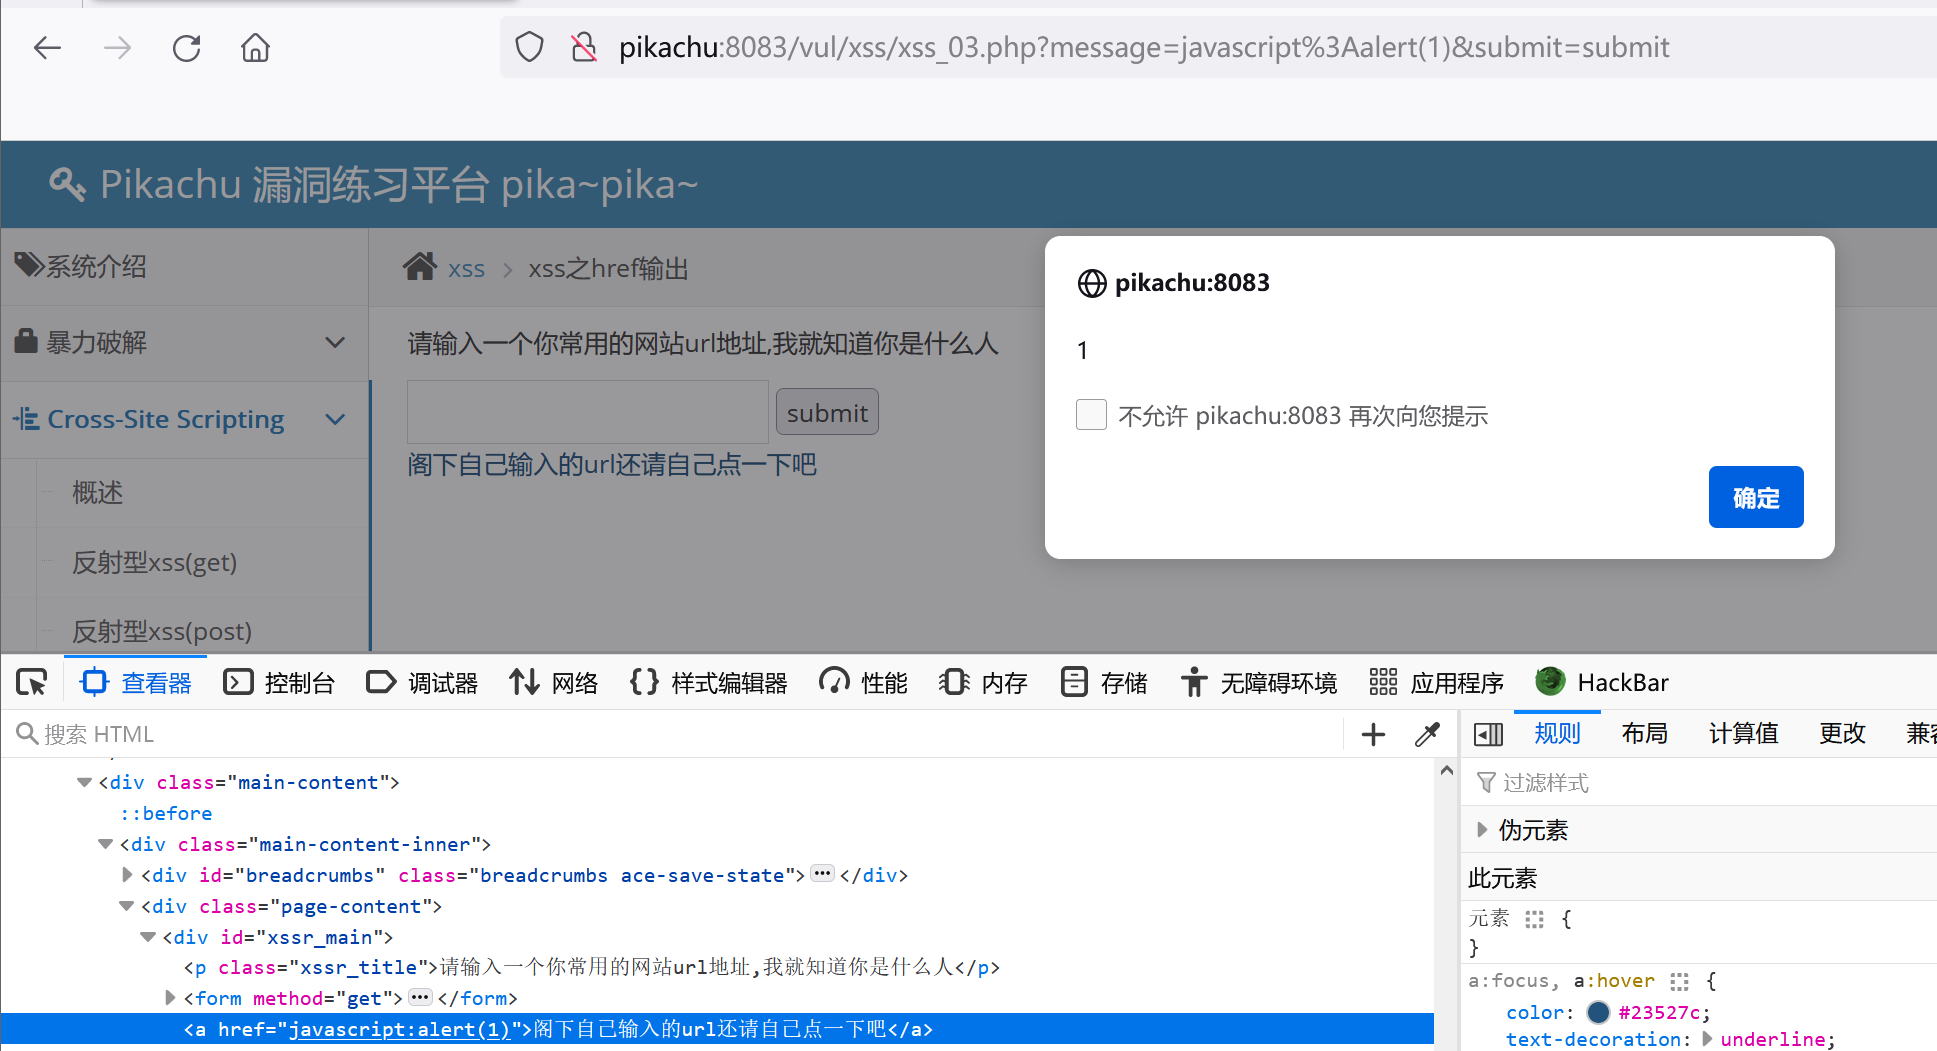 pikachu:8083/vul/xss/xss_03.php?message=javascript%3Aalert(1)&submit=submit
Pikachu 漏洞练习平台 pika~pika~
系统介绍
暴力破解
Cross-Site Scripting
概述
反射型xss(get)
反射型xss(post)
xss > xss之href输出
请输入一个你常用的网站url地址,我就知道你是什么人
submit
阁下自己输入的url还请自己点一下吧
pikachu:8083
1
不允许 pikachu:8083 再次向您提示
确定
查看器 控制台 调试器 网络 {} 样式编辑器 性能 内存 存储 无障碍环境 应用程序 HackBar
搜索 HTML
<div class="main-content">
::before
<div class="main-content-inner">
<div id="breadcrumbs" class="breadcrumbs ace-save-state">···</div>
<div class="page-content">
<div id="xssr_main">
<p class="xssr_title">请输入一个你常用的网站url地址,我就知道你是什么人</p>
<form method="get">···</form>
<a href="javascript:alert(1)">阁下自己输入的url还请自己点一下吧</a>
规则 布局 计算值 更改
过滤样式
伪元素
此元素
元素 {
}
a:focus, a:hover {
color: #23527c;
text-decoration: underline;